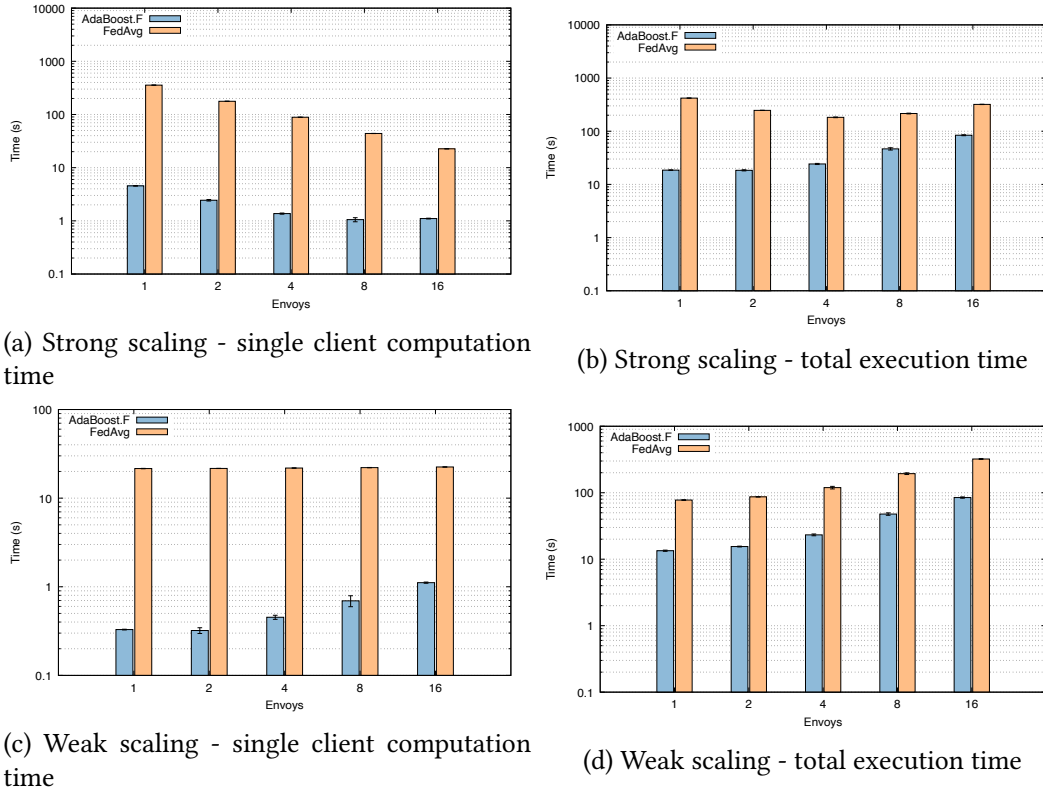 10000
1000
100
10
1
0.1
Time (s)
AdaBoost.F
FedAvg
1 2 4 8 16
Envoys
(a) Strong scaling - single client computation
time
10000
1000
100
10
1
0.1
Time (s)
AdaBoost.F
FedAvg
1 2 4 8 16
Envoys
(b) Strong scaling - total execution time
100
10
1
0.1
Time (s)
AdaBoost.F
FedAvg
1 2 4 8 16
Envoys
(c) Weak scaling - single client computation
time
1000
100
10
1
0.1
Time (s)
AdaBoost.F
FedAvg
1 2 4 8 16
Envoys
(d) Weak scaling - total execution time